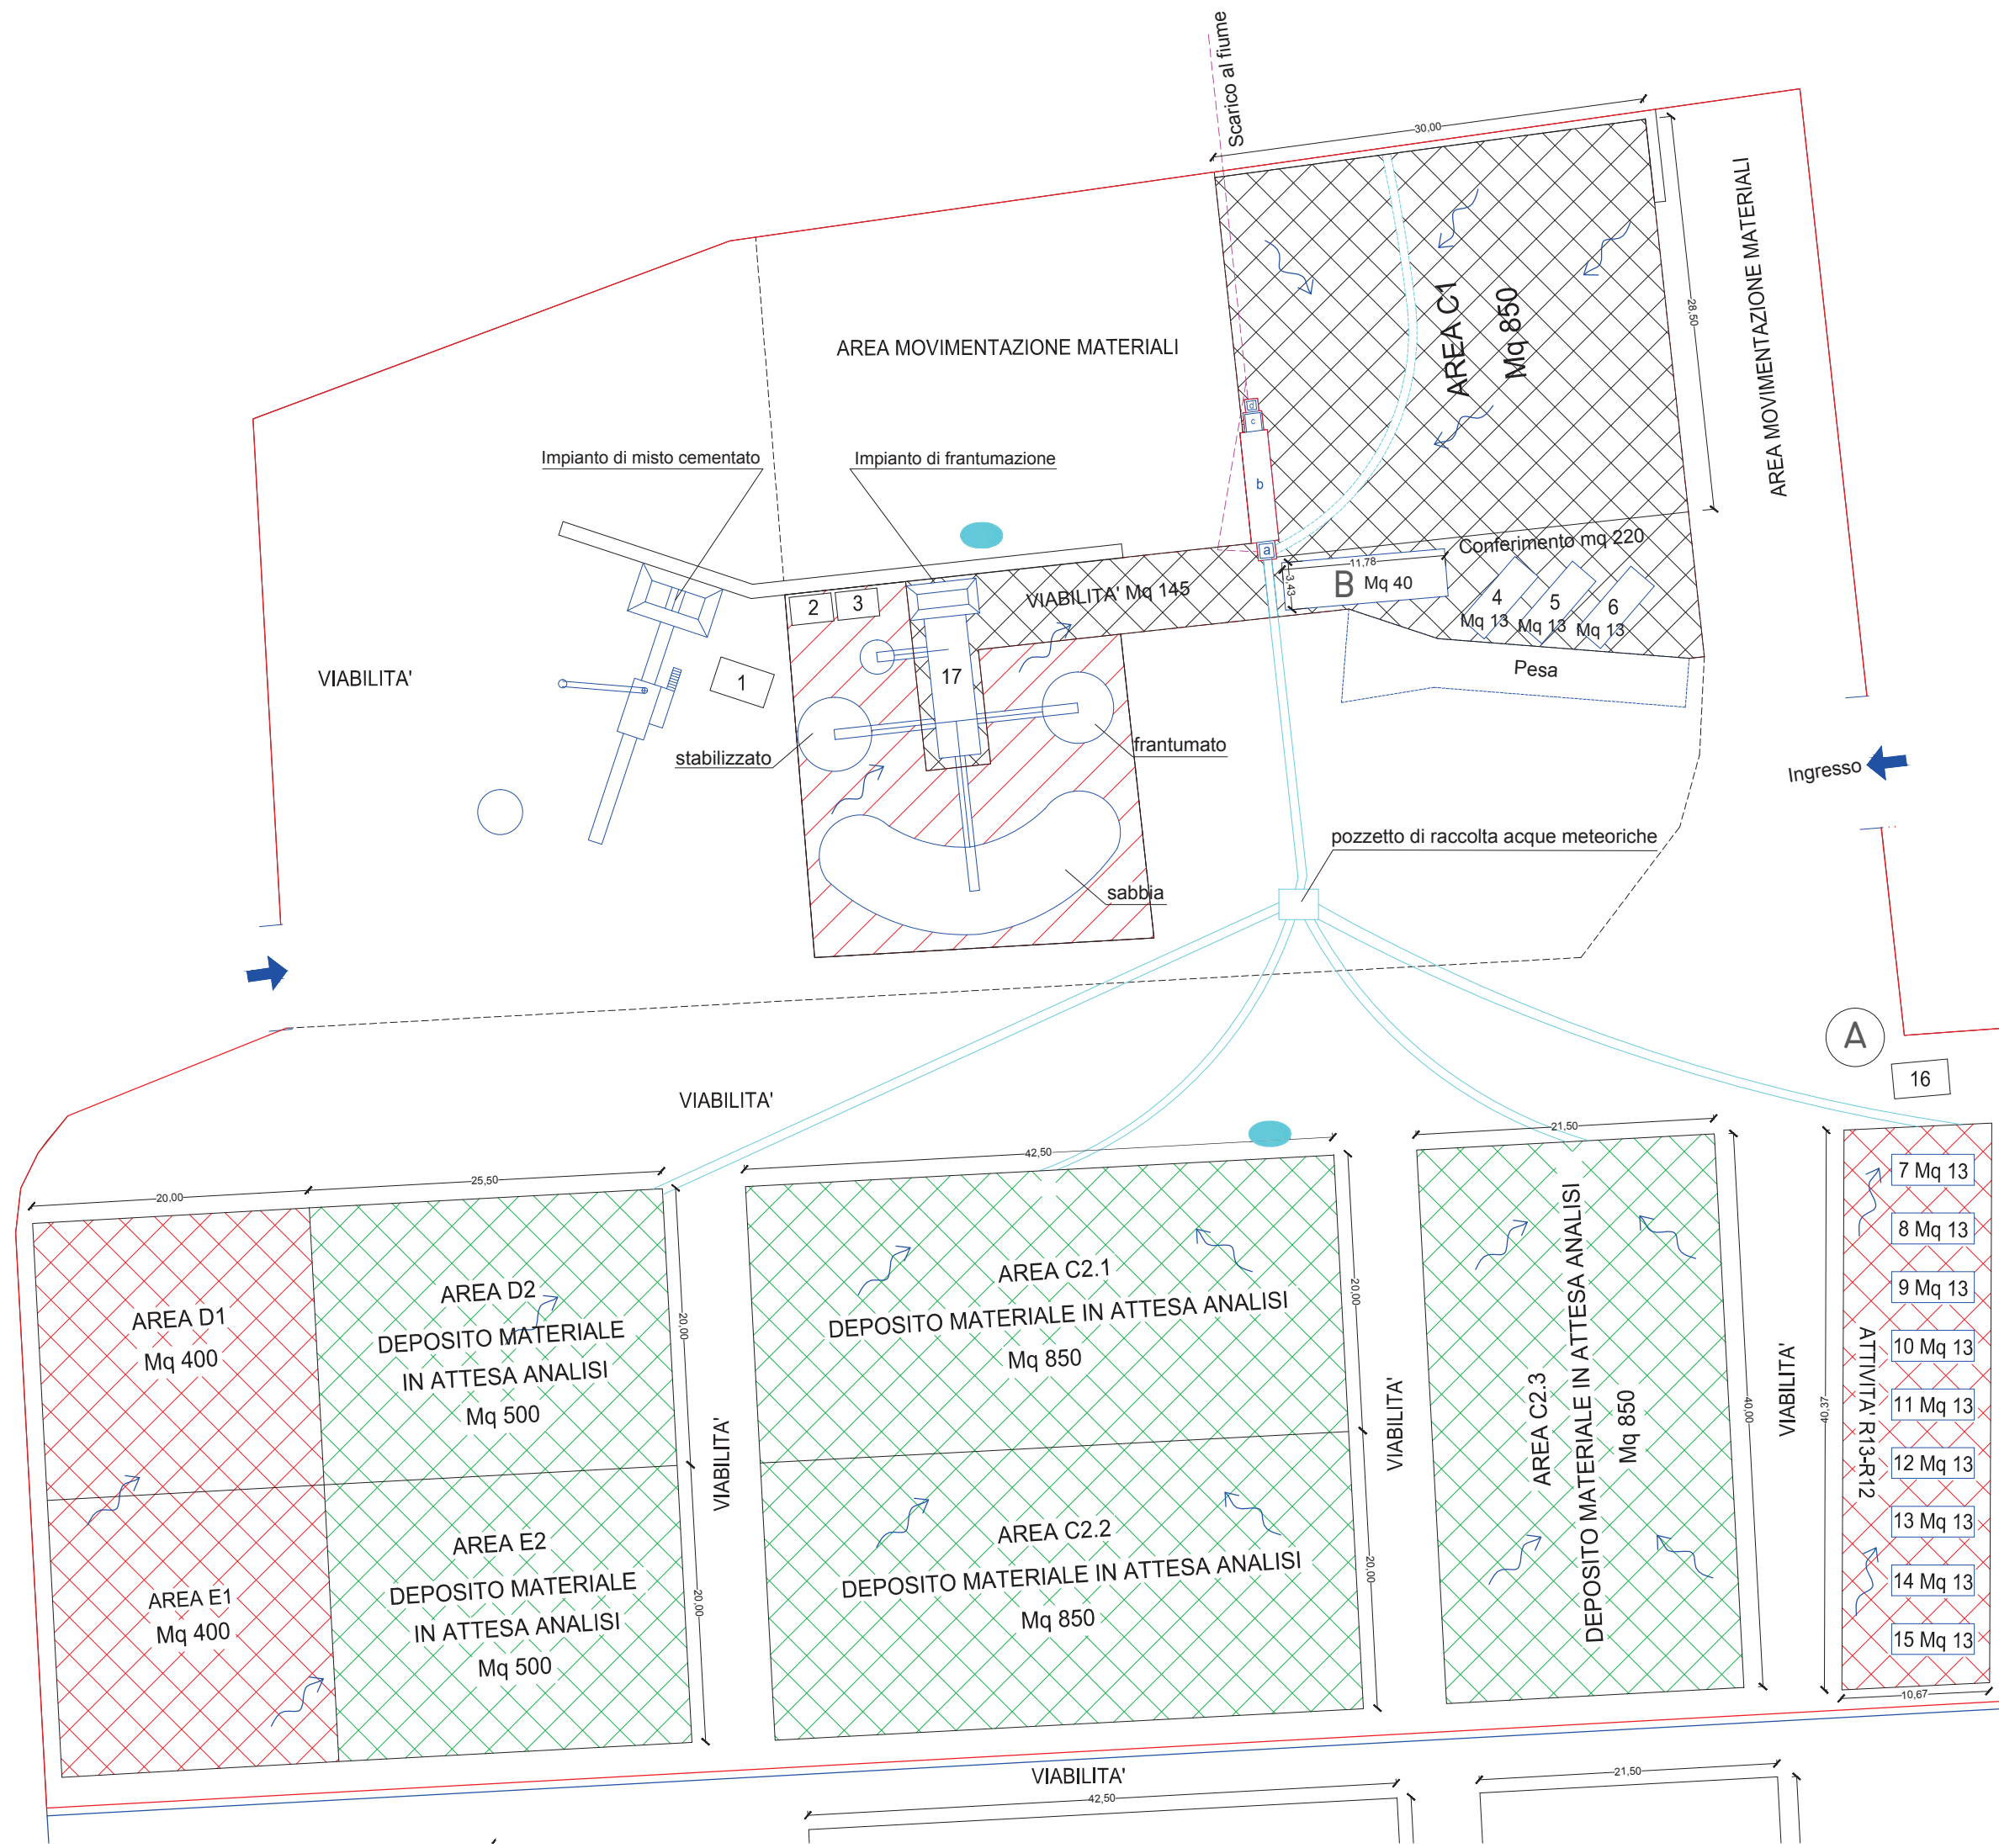 Scarico al fiume
30,00
28,50
AREA MOVIMENTAZIONE MATERIALI
AREA C1
Mq 850
AREA MOVIMENTAZIONE MATERIALI
d
c
b
a
Impianto di misto cementato
Impianto di frantumazione
Conferimento mq 220
11,78
3,43
B Mq 40
VIABILITA' Mq 145
4
Mq 13
5
Mq 13
6
Mq 13
2
3
1
17
Pesa
VIABILITA'
stabilizzato
frantumato
Ingresso
pozzetto di raccolta acque meteoriche
sabbia
A
16
VIABILITA'
20,00
25,50
42,50
21,50
AREA D1
Mq 400
AREA D2
DEPOSITO MATERIALE
IN ATTESA ANALISI
Mq 500
20,00
AREA C2.1
DEPOSITO MATERIALE IN ATTESA ANALISI
Mq 850
20,00
AREA C2.3
DEPOSITO MATERIALE IN ATTESA ANALISI
Mq 850
40,00
VIABILITA'
VIABILITA'
VIABILITA'
40,37
ATTIVITA' R13-R12
7 Mq 13
8 Mq 13
9 Mq 13
10 Mq 13
11 Mq 13
12 Mq 13
13 Mq 13
14 Mq 13
15 Mq 13
10,67
AREA E1
Mq 400
AREA E2
DEPOSITO MATERIALE
IN ATTESA ANALISI
Mq 500
20,00
AREA C2.2
DEPOSITO MATERIALE IN ATTESA ANALISI
Mq 850
20,00
VIABILITA'
42,50
21,50